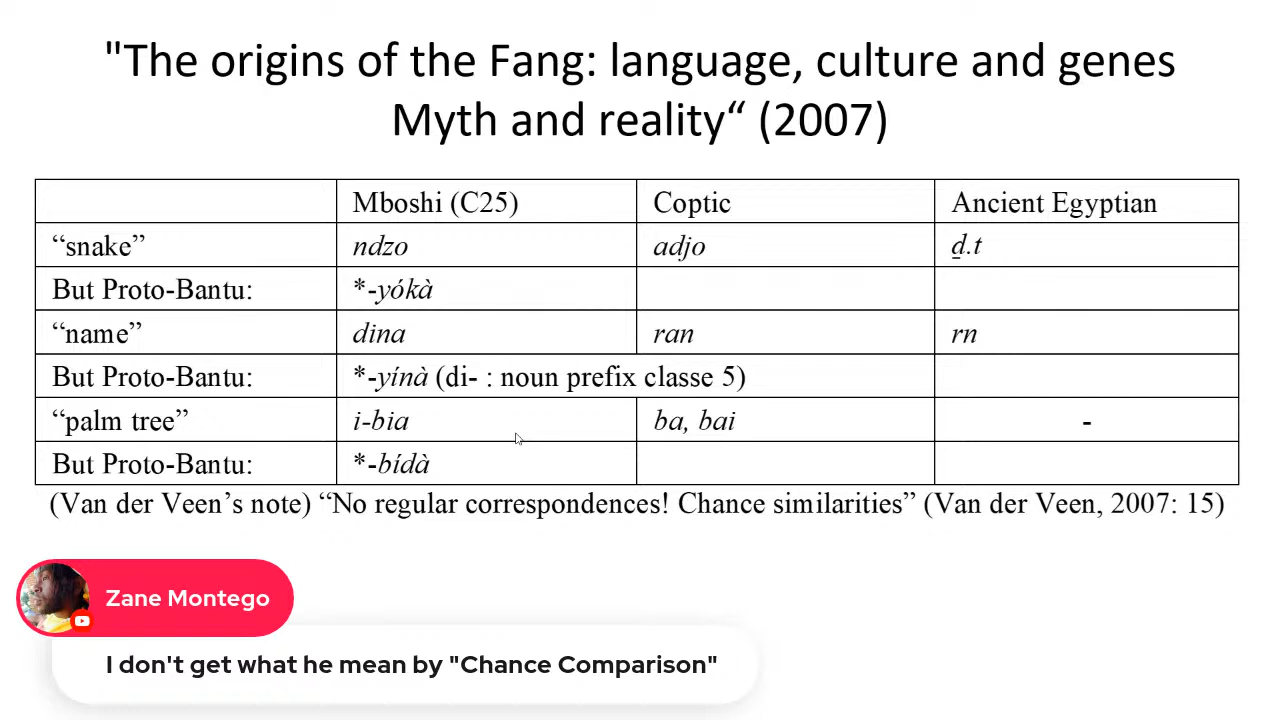 "The origins of the Fang: language, culture and genes
Myth and reality“ (2007)
Mboshi (C25) Coptic Ancient Egyptian
“snake” ndzo adjo ḏ.t
But Proto-Bantu: *-yókà
“name” dina ran rn
But Proto-Bantu: *-yínà (di- : noun prefix classe 5)
“palm tree” i-bia ba, bai -
But Proto-Bantu: *-bídà
(Van der Veen’s note) “No regular correspondences! Chance similarities” (Van der Veen, 2007: 15)
Zane Montego
I don't get what he mean by "Chance Comparison"